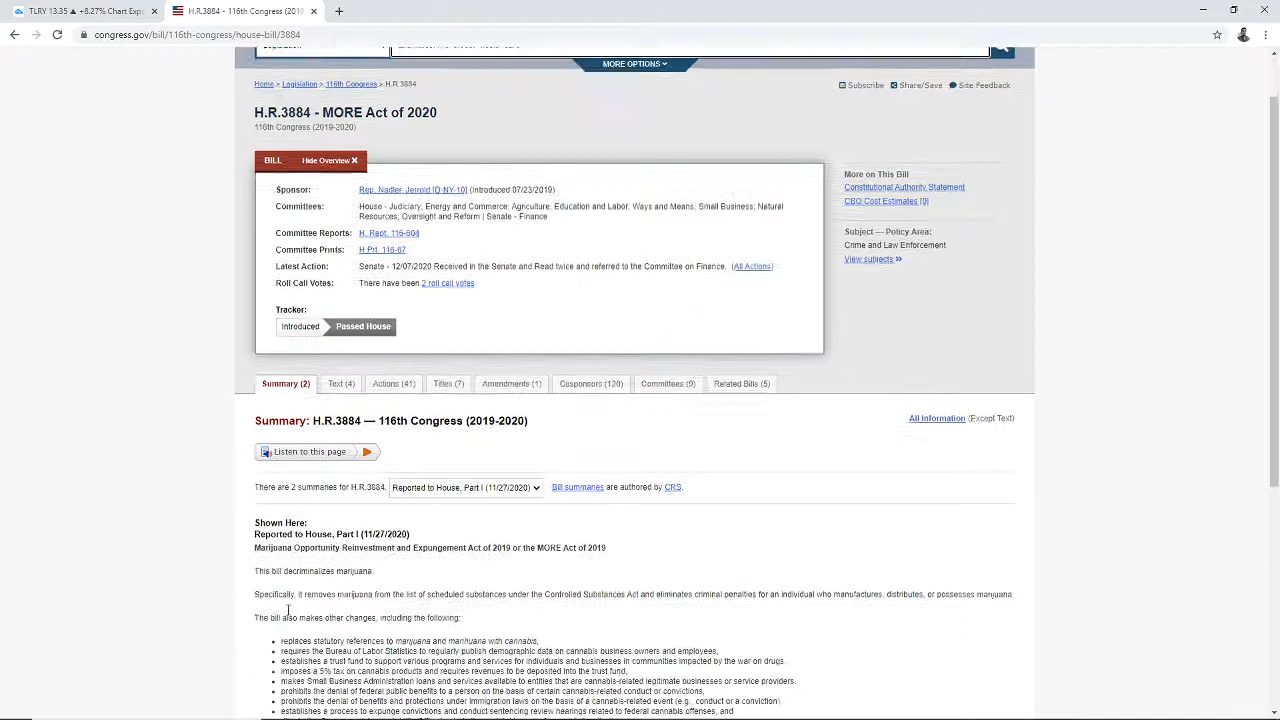 TLRY 13.35 ▲ +8.27% Chart Exp
H.R.3884 - 116th Congress (2019
congress.gov/bill/116th-congress/house-bill/3884
MORE OPTIONS
Home > Legislation > 116th Congress > H.R.3884
Subscribe Share/Save Site Feedback
H.R.3884 - MORE Act of 2020
116th Congress (2019-2020)
BILL Hide Overview
Sponsor: Rep. Nadler, Jerrold [D-NY-10] (Introduced 07/23/2019)
Committees: House - Judiciary; Energy and Commerce; Agriculture; Education and Labor; Ways and Means; Small Business; Natural
Resources; Oversight and Reform | Senate - Finance
Committee Reports: H. Rept. 116-604
Committee Prints: H.Prt. 116-67
Latest Action: Senate - 12/07/2020 Received in the Senate and Read twice and referred to the Committee on Finance. (All Actions)
Roll Call Votes: There have been 2 roll call votes
Tracker:
Introduced Passed House
More on This Bill
Constitutional Authority Statement
CBO Cost Estimates [0]
Subject — Policy Area:
Crime and Law Enforcement
View subjects »
Summary (2) Text (4) Actions (41) Titles (7) Amendments (1) Cosponsors (120) Committees (9) Related Bills (5)
Summary: H.R.3884 — 116th Congress (2019-2020)
All Information (Except Text)
Listen to this page
There are 2 summaries for H.R.3884. Reported to House, Part I (11/27/2020) Bill summaries are authored by CRS.
Shown Here:
Reported to House, Part I (11/27/2020)
Marijuana Opportunity Reinvestment and Expungement Act of 2019 or the MORE Act of 2019
This bill decriminalizes marijuana.
Specifically, it removes marijuana from the list of scheduled substances under the Controlled Substances Act and eliminates criminal penalties for an individual who manufactures, distributes, or possesses marijuana.
The bill also makes other changes, including the following:
• replaces statutory references to marijuana and marihuana with cannabis,
• requires the Bureau of Labor Statistics to regularly publish demographic data on cannabis business owners and employees,
• establishes a trust fund to support various programs and services for individuals and businesses in communities impacted by the war on drugs,
• imposes a 5% tax on cannabis products and requires revenues to be deposited into the trust fund,
• makes Small Business Administration loans and services available to entities that are cannabis-related legitimate businesses or service providers,
• prohibits the denial of federal public benefits to a person on the basis of certain cannabis-related conduct or convictions,
• prohibits the denial of benefits and protections under immigration laws on the basis of a cannabis-related event (e.g., conduct or a conviction),
• establishes a process to expunge convictions and conduct sentencing review hearings related to federal cannabis offenses, and